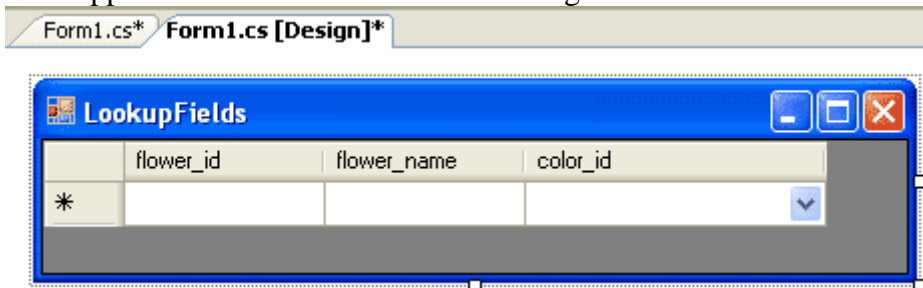 Form1.cs* Form1.cs [Design]*
LookupFields
flower_id flower_name color_id
*